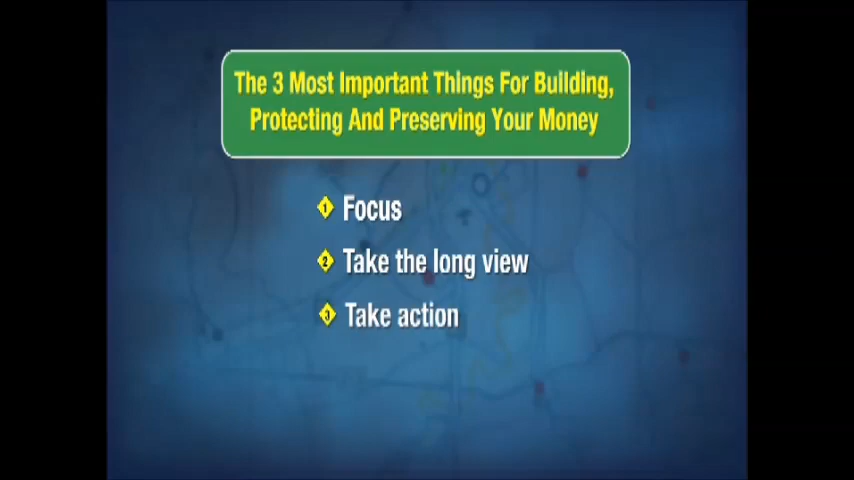 The 3 Most Important Things For Building,
Protecting And Preserving Your Money
1 Focus
2 Take the long view
3 Take action